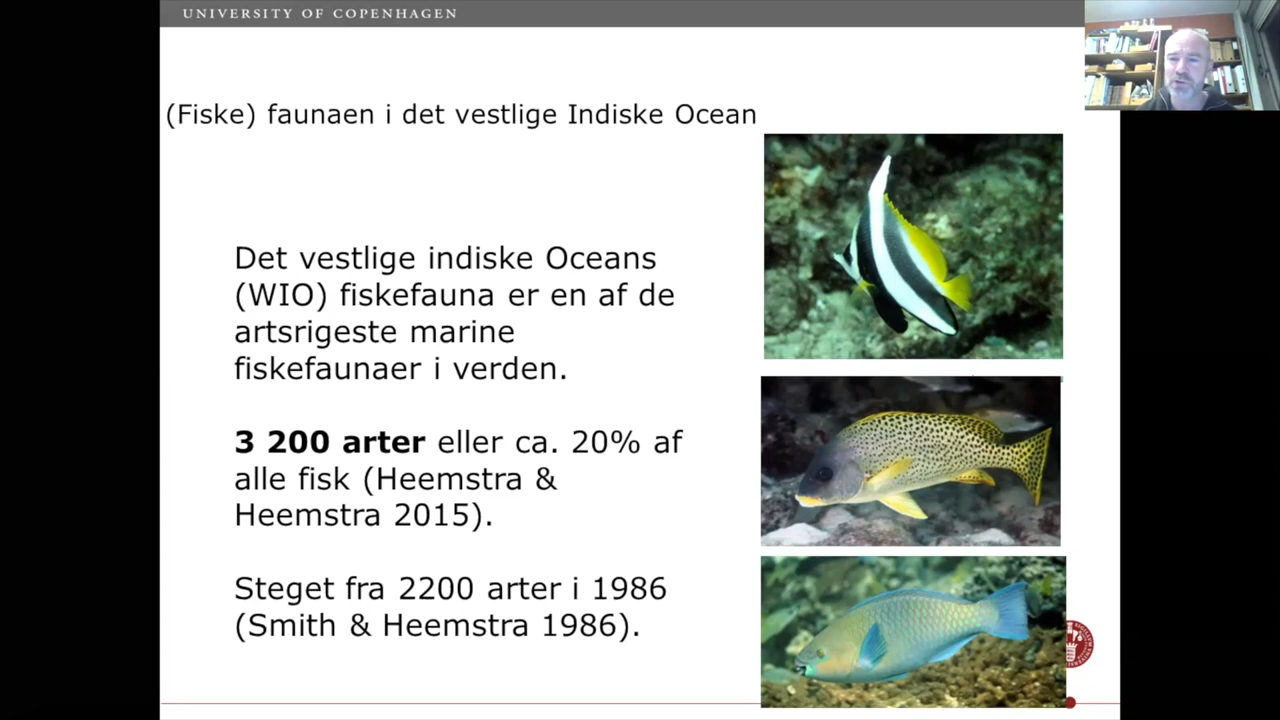 UNIVERSITY OF COPENHAGEN
(Fiske) faunaen i det vestlige Indiske Ocean
Det vestlige indiske Oceans
(WIO) fiskefauna er en af de
artsrigeste marine
fiskefaunaer i verden.
3 200 arter eller ca. 20% af
alle fisk (Heemstra &
Heemstra 2015).
Steget fra 2200 arter i 1986
(Smith & Heemstra 1986).